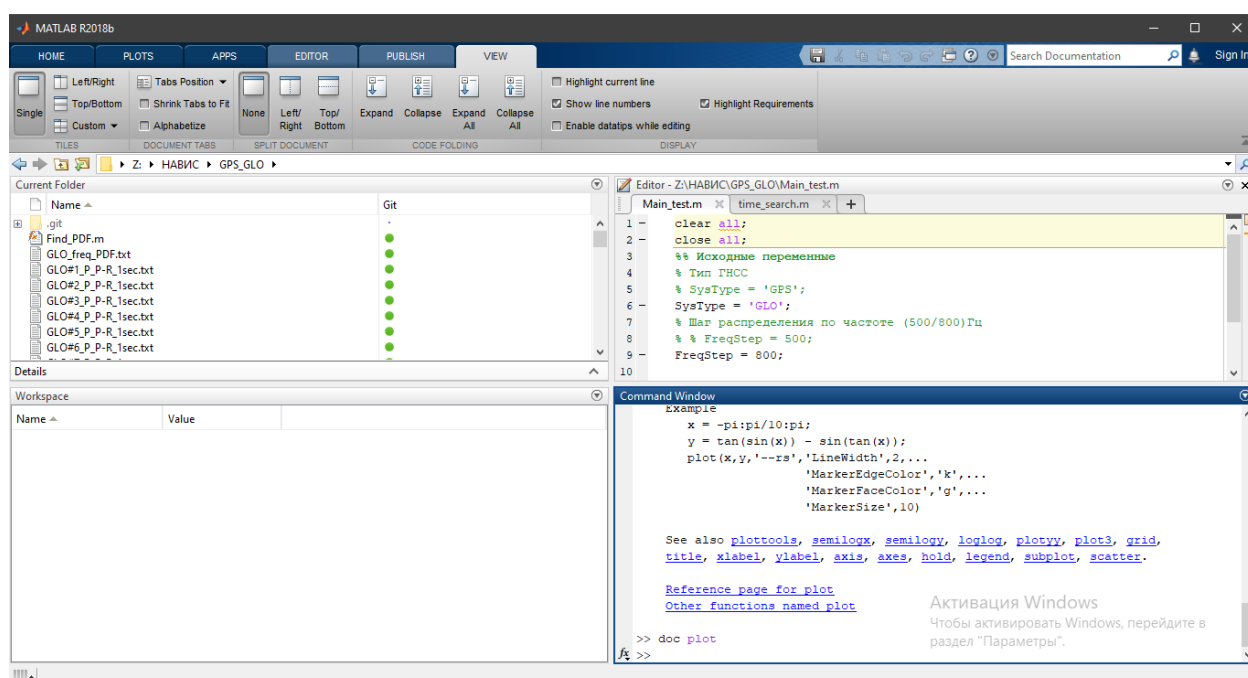 MATLAB R2018b
HOME PLOTS APPS EDITOR PUBLISH VIEW Search Documentation Sign In
Left/Right Tabs Position Highlight current line
Top/Bottom Shrink Tabs to Fit Show line numbers Highlight Requirements
Single Custom Alphabetize None Left/ Right Top/ Bottom Expand Collapse Expand All Collapse All Enable datatips while editing
TILES DOCUMENT TABS SPLIT DOCUMENT CODE FOLDING DISPLAY
Z: НАВИС GPS_GLO
Current Folder
Name Git
.git
Find_PDF.m
GLO_freq_PDF.txt
GLO#1_P_P-R_1sec.txt
GLO#2_P_P-R_1sec.txt
GLO#3_P_P-R_1sec.txt
GLO#4_P_P-R_1sec.txt
GLO#5_P_P-R_1sec.txt
GLO#6_P_P-R_1sec.txt
Details
Workspace
Name Value
Editor - Z:\НАВИС\GPS_GLO\Main_test.m
Main_test.m time_search.m
1 clear all;
2 close all;
3 %% Исходные переменные
4 % Тип ГНСС
5 % SysType = 'GPS';
6 SysType = 'GLO';
7 % Шаг распределения по частоте (500/800)Гц
8 % % FreqStep = 500;
9 FreqStep = 800;
10
Command Window
Example
x = -pi:pi/10:pi;
y = tan(sin(x)) - sin(tan(x));
plot(x,y,'--rs','LineWidth',2,...
'MarkerEdgeColor','k',...
'MarkerFaceColor','g',...
'MarkerSize',10)
See also plottools, semilogx, semilogy, loglog, plotyy, plot3, grid,
title, xlabel, ylabel, axis, axes, hold, legend, subplot, scatter.
Reference page for plot
Other functions named plot
>> doc plot
fx >>
Активация Windows
Чтобы активировать Windows, перейдите в
раздел "Параметры".